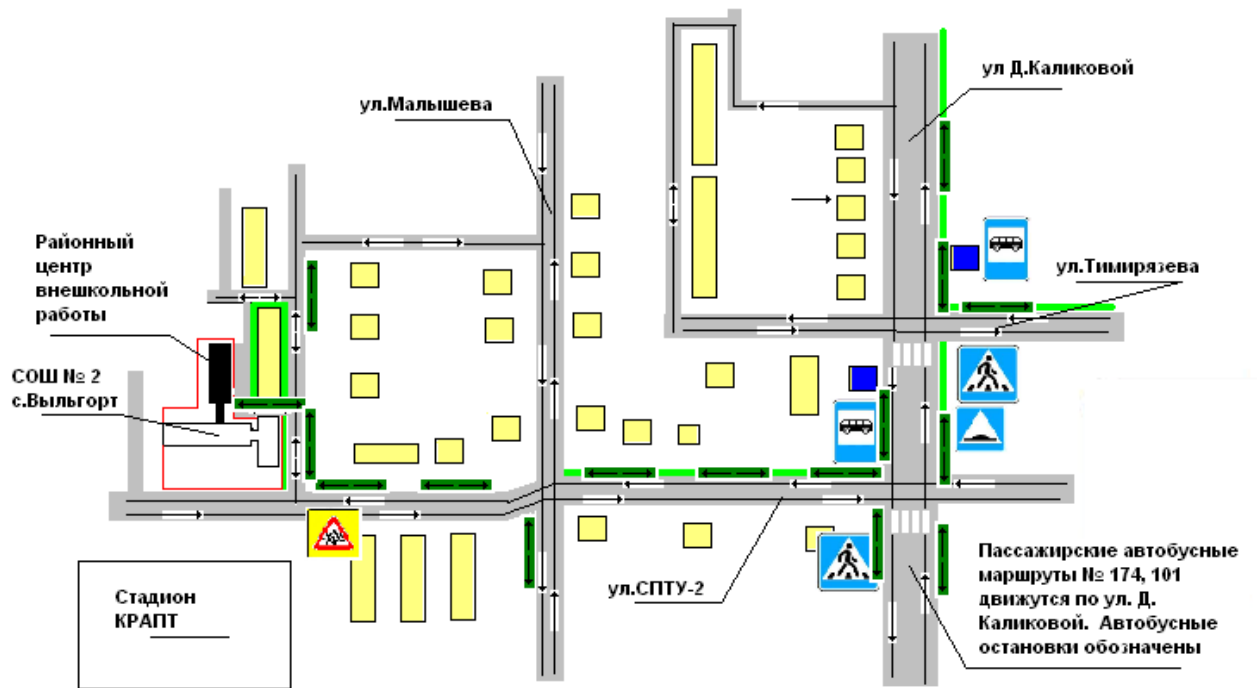 ул Д.Каликовой
ул.Малышева
Районный
центр
внешкольной
работы
ул.Тимирязева
СОШ № 2
с.Выльгорт
Пассажирские автобусные
маршруты № 174, 101
движутся по ул. Д.
Каликовой. Автобусные
остановки обозначены
ул.СПТУ-2
Стадион
КРАПТ